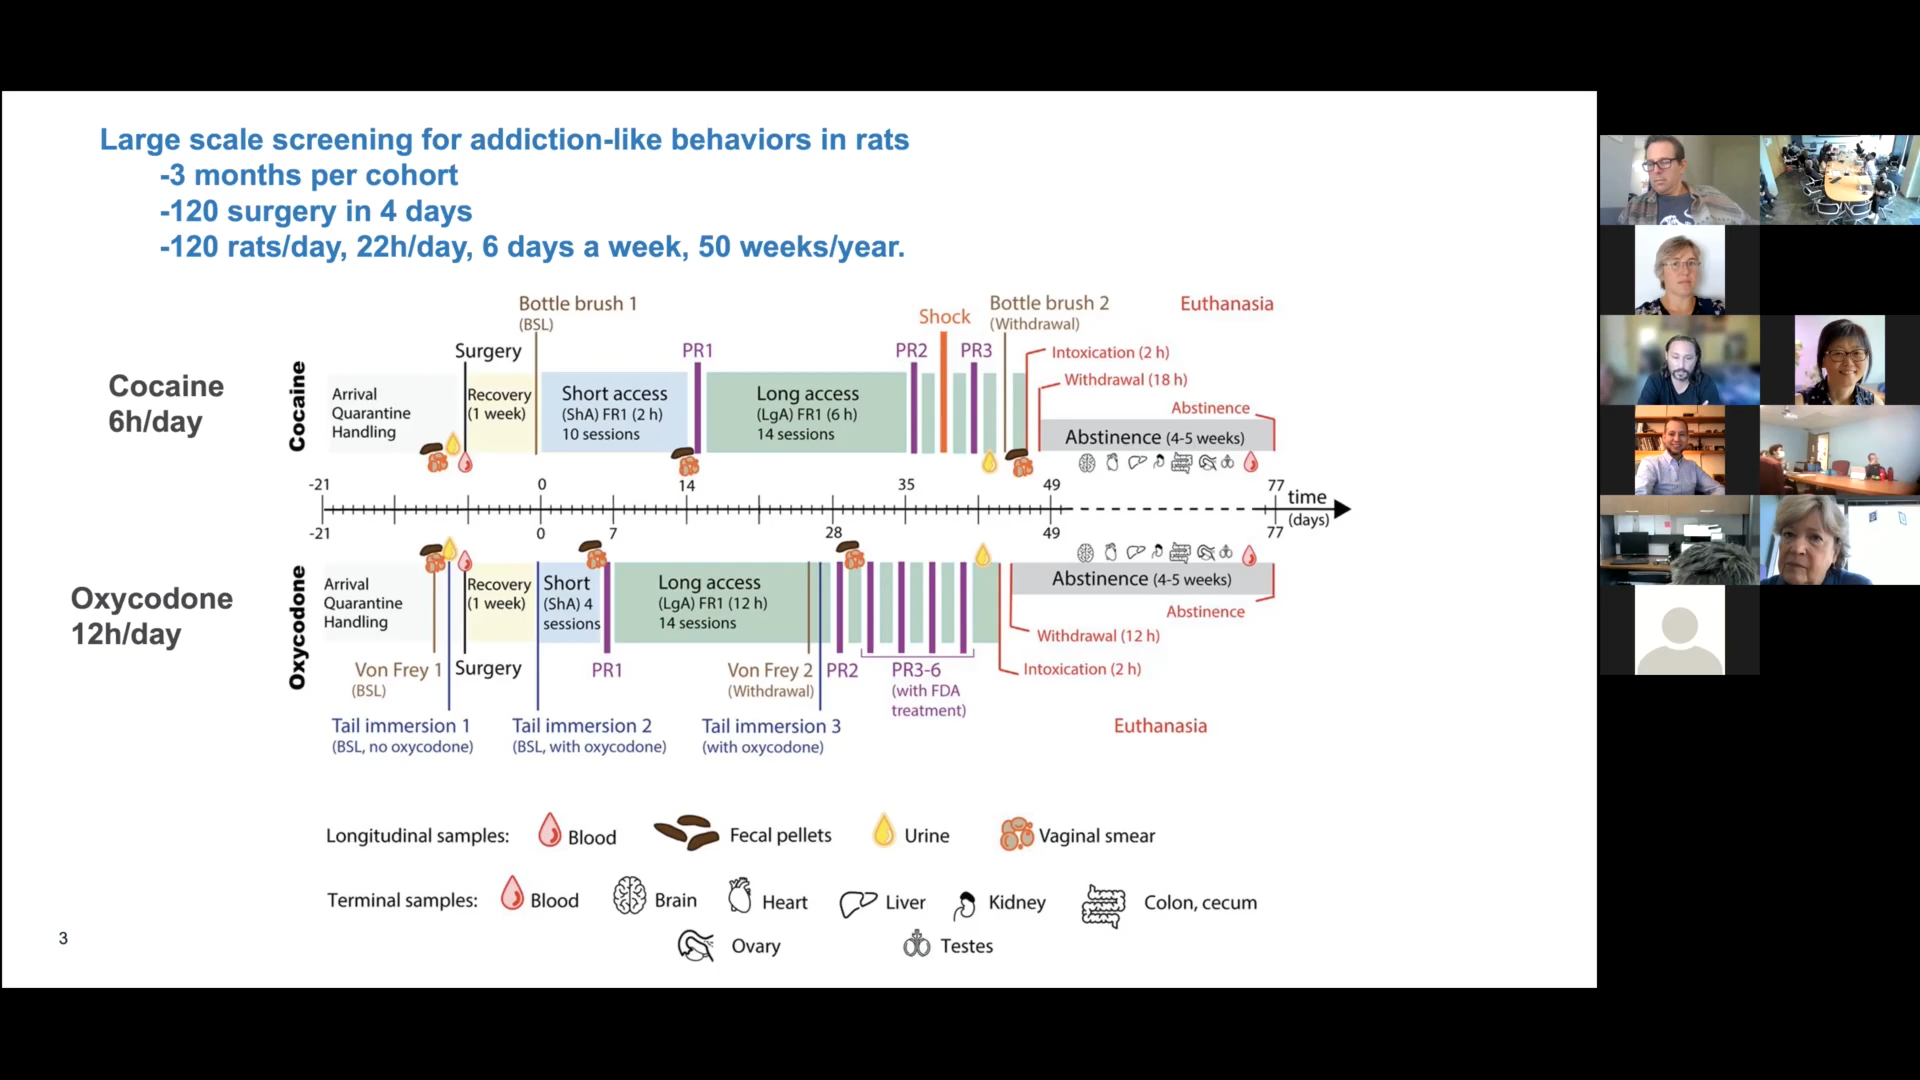 Large scale screening for addiction-like behaviors in rats
-3 months per cohort
-120 surgery in 4 days
-120 rats/day, 22h/day, 6 days a week, 50 weeks/year.
Cocaine
6h/day
Cocaine
Bottle brush 1
(BSL)
Surgery
PR1
PR2
Shock
PR3
Bottle brush 2
(Withdrawal)
Euthanasia
Intoxication (2 h)
Withdrawal (18 h)
Abstinence
Arrival
Quarantine
Handling
Recovery
(1 week)
Short access
(ShA) FR1 (2 h)
10 sessions
Long access
(LgA) FR1 (6 h)
14 sessions
Abstinence (4-5 weeks)
-21
0
14
35
49
77
time
(days)
-21
0
7
28
49
77
Oxycodone
12h/day
Oxycodone
Arrival
Quarantine
Handling
Recovery
(1 week)
Short
(ShA) 4
sessions
Long access
(LgA) FR1 (12 h)
14 sessions
Abstinence (4-5 weeks)
Abstinence
Withdrawal (12 h)
Intoxication (2 h)
Von Frey 1
(BSL)
Surgery
PR1
Von Frey 2
(Withdrawal)
PR2
PR3-6
(with FDA
treatment)
Tail immersion 1
(BSL, no oxycodone)
Tail immersion 2
(BSL, with oxycodone)
Tail immersion 3
(with oxycodone)
Euthanasia
Longitudinal samples: Blood Fecal pellets Urine Vaginal smear
Terminal samples: Blood Brain Heart Liver Kidney Colon, cecum
Ovary Testes
3